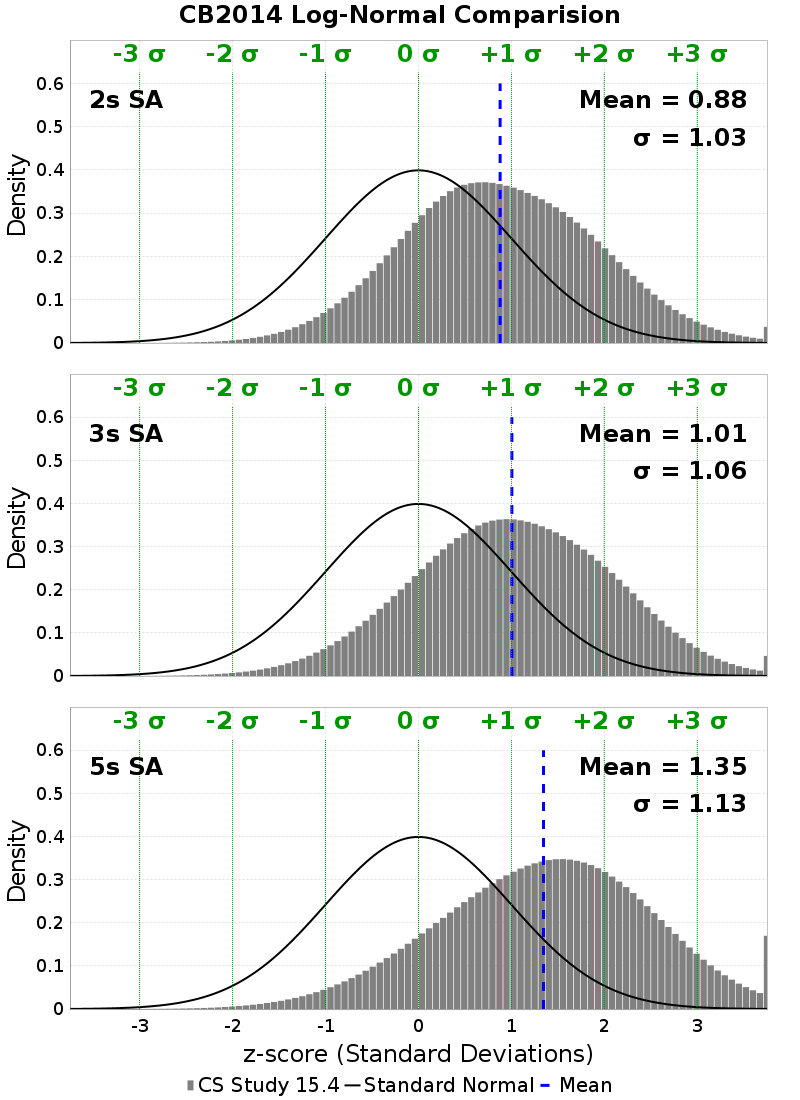 CB2014 Log-Normal Comparision
-3 σ -2 σ -1 σ 0 σ +1 σ +2 σ +3 σ
2s SA
Mean = 0.88
σ = 1.03
Density
0.6
0.5
0.4
0.3
0.2
0.1
0
-3 σ -2 σ -1 σ 0 σ +1 σ +2 σ +3 σ
3s SA
Mean = 1.01
σ = 1.06
Density
0.6
0.5
0.4
0.3
0.2
0.1
0
-3 σ -2 σ -1 σ 0 σ +1 σ +2 σ +3 σ
5s SA
Mean = 1.35
σ = 1.13
Density
0.6
0.5
0.4
0.3
0.2
0.1
0
-3 -2 -1 0 1 2 3
z-score (Standard Deviations)
CS Study 15.4 Standard Normal Mean